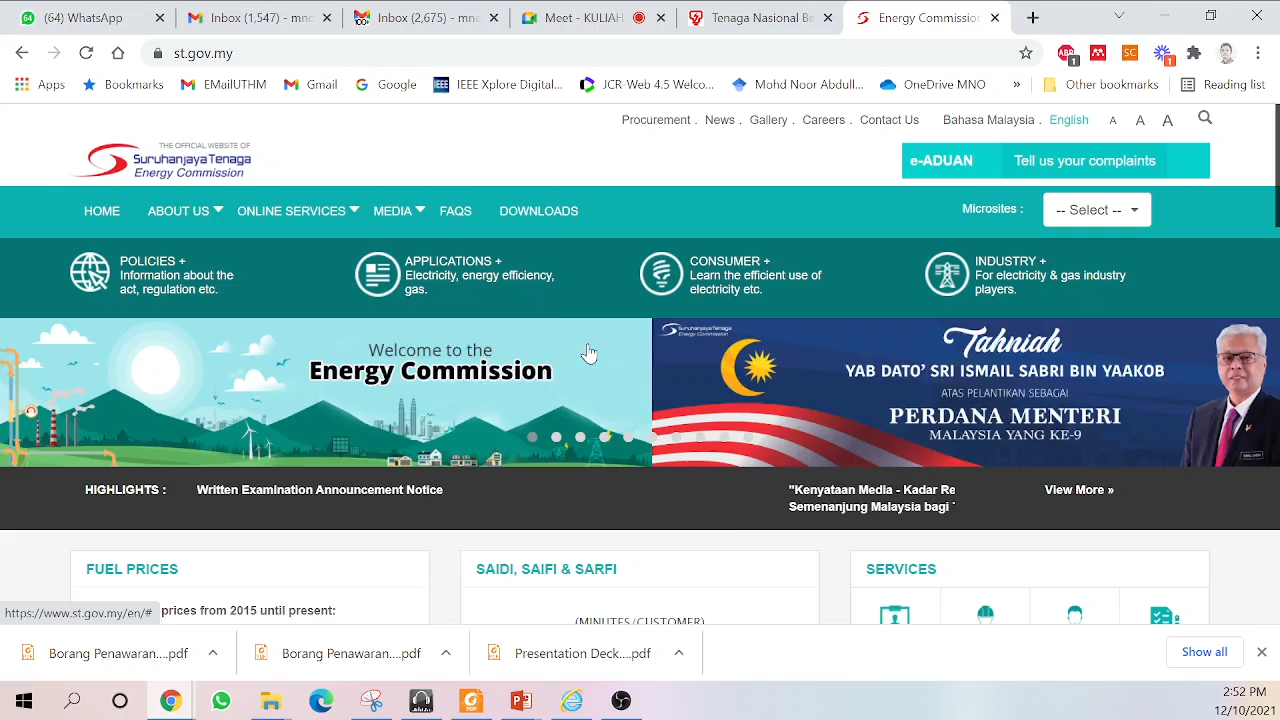 64
(64) WhatsApp
Inbox (1,547) - mnc
Inbox (2,675) - mnc
Meet - KULIAH
Tenaga Nasional Be
Energy Commission
st.gov.my
Apps
Bookmarks
EMailUTHM
Gmail
Google
IEEE Xplore Digital...
JCR-Web 4.5 Welco...
Mohd Noor Abdull...
OneDrive MNO
»
Other bookmarks
Reading list
Procurement . News . Gallery . Careers . Contact Us
Bahasa Malaysia . English
A A A
THE OFFICIAL WEBSITE OF
Suruhanjaya Tenaga
Energy Commission
e-ADUAN
Tell us your complaints
HOME
ABOUT US
ONLINE SERVICES
MEDIA
FAQS
DOWNLOADS
Microsites :
-- Select --
POLICIES +
Information about the
act, regulation etc.
APPLICATIONS +
Electricity, energy efficiency,
gas.
CONSUMER +
Learn the efficient use of
electricity etc.
INDUSTRY +
For electricity & gas industry
players.
Welcome to the
Energy Commission
Suruhanjaya Tenaga
Energy Commission
Tahniah
YAB DATO' SRI ISMAIL SABRI BIN YAAKOB
ATAS PELANTIKAN SEBAGAI
PERDANA MENTERI
MALAYSIA YANG KE-9
HIGHLIGHTS :
Written Examination Announcement Notice
"Kenyataan Media - Kadar Re
Semenanjung Malaysia bagi
View More »
FUEL PRICES
prices from 2015 until present:
SAIDI, SAIFI & SARFI
(MINUTES/CUSTOMER)
SERVICES
https://www.st.gov.my/en/#
Borang Penawaran....pdf
Borang Penawaran....pdf
Presentation Deck....pdf
Show all
2:52 PM
12/10/2021